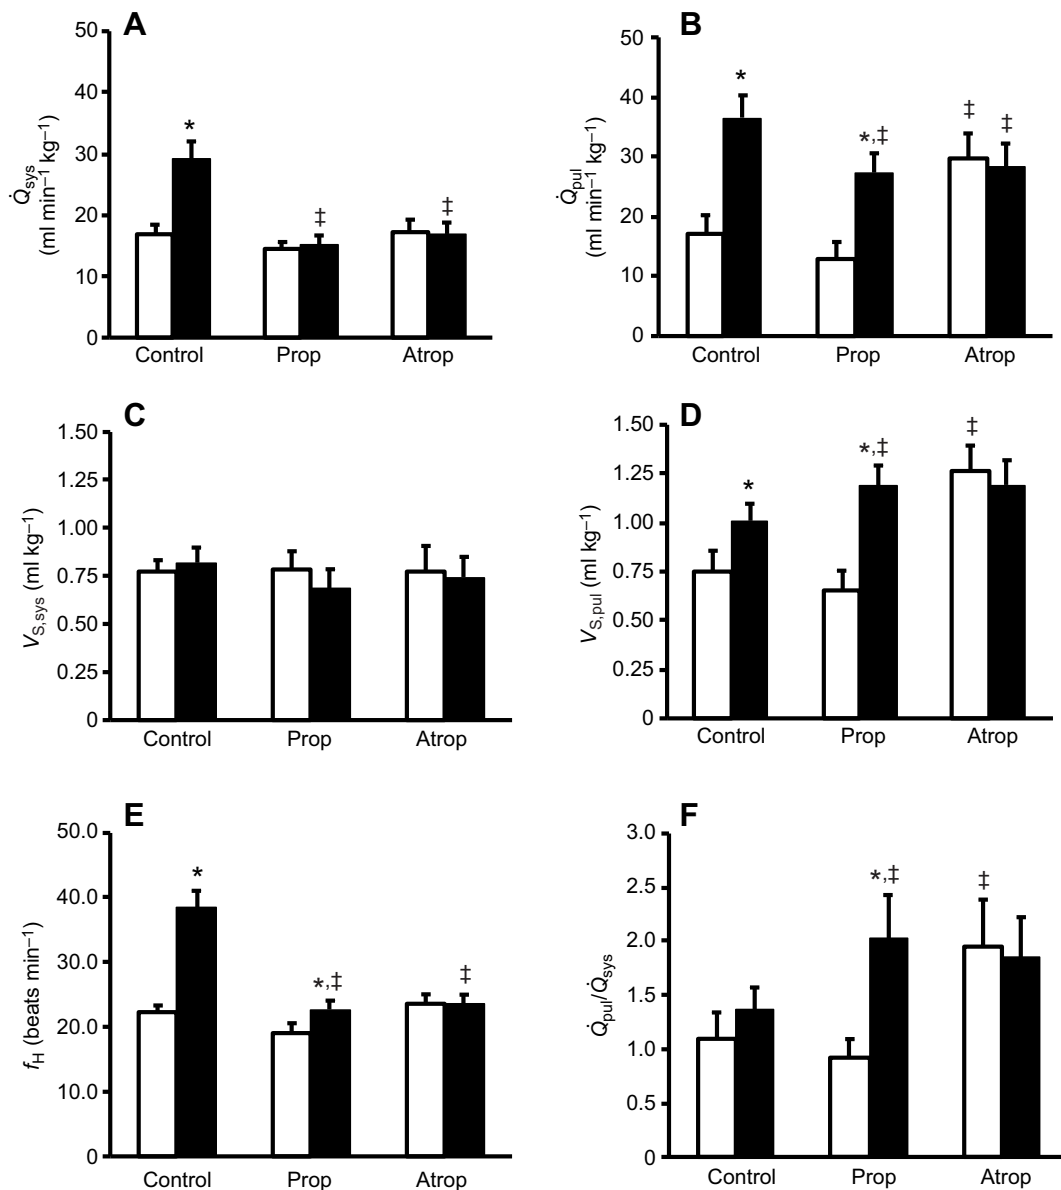 A
Q̇sys
(ml min–1 kg–1)
50
40
30
20
10
0
*
‡
‡
Control Prop Atrop
B
Q̇pul
(ml min–1 kg–1)
50
40
30
20
10
0
*
*,‡
‡
‡
Control Prop Atrop
C
VS,sys (ml kg–1)
1.50
1.25
1.00
0.75
0.50
0.25
0
Control Prop Atrop
D
VS,pul (ml kg–1)
1.50
1.25
1.00
0.75
0.50
0.25
0
*
*,‡
‡
Control Prop Atrop
E
fH (beats min–1)
50.0
40.0
30.0
20.0
10.0
0
*
*,‡
‡
Control Prop Atrop
F
Q̇pul/Q̇sys
3.0
2.5
2.0
1.5
1.0
0.5
0
*,‡
‡
Control Prop Atrop